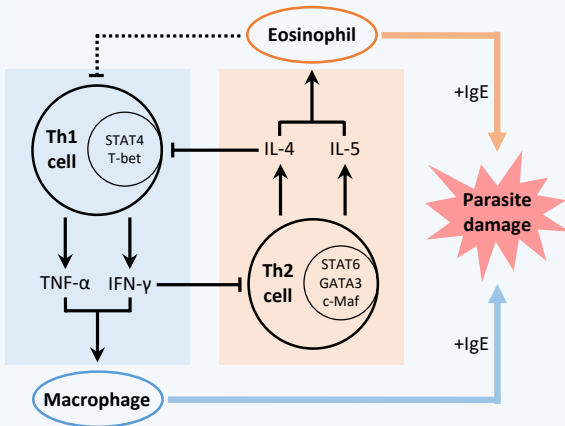 Eosinophil
+IgE
Th1
cell
STAT4
T-bet
IL-4
IL-5
Parasite
damage
TNF-α
IFN-γ
Th2
cell
STAT6
GATA3
c-Maf
+IgE
Macrophage